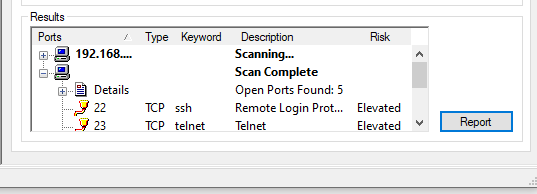 Results
Ports Type Keyword Description Risk
192.168.... Scanning...
Scan Complete
Details Open Ports Found: 5
22 TCP ssh Remote Login Prot... Elevated
23 TCP telnet Telnet Elevated
Report